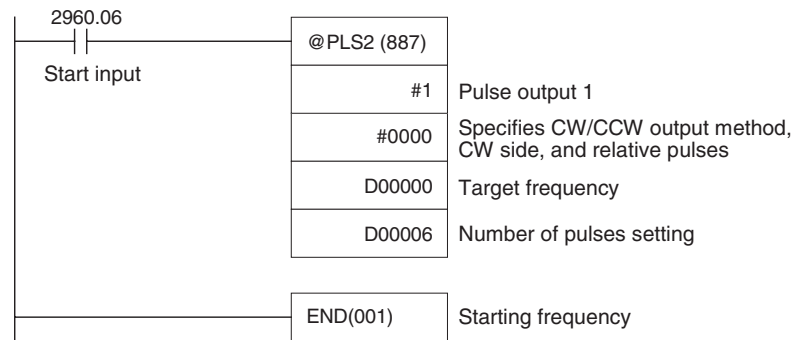 2960.06
@PLS2 (887)
Start input
#1 Pulse output 1
#0000 Specifies CW/CCW output method,
CW side, and relative pulses
D00000 Target frequency
D00006 Number of pulses setting
END(001) Starting frequency